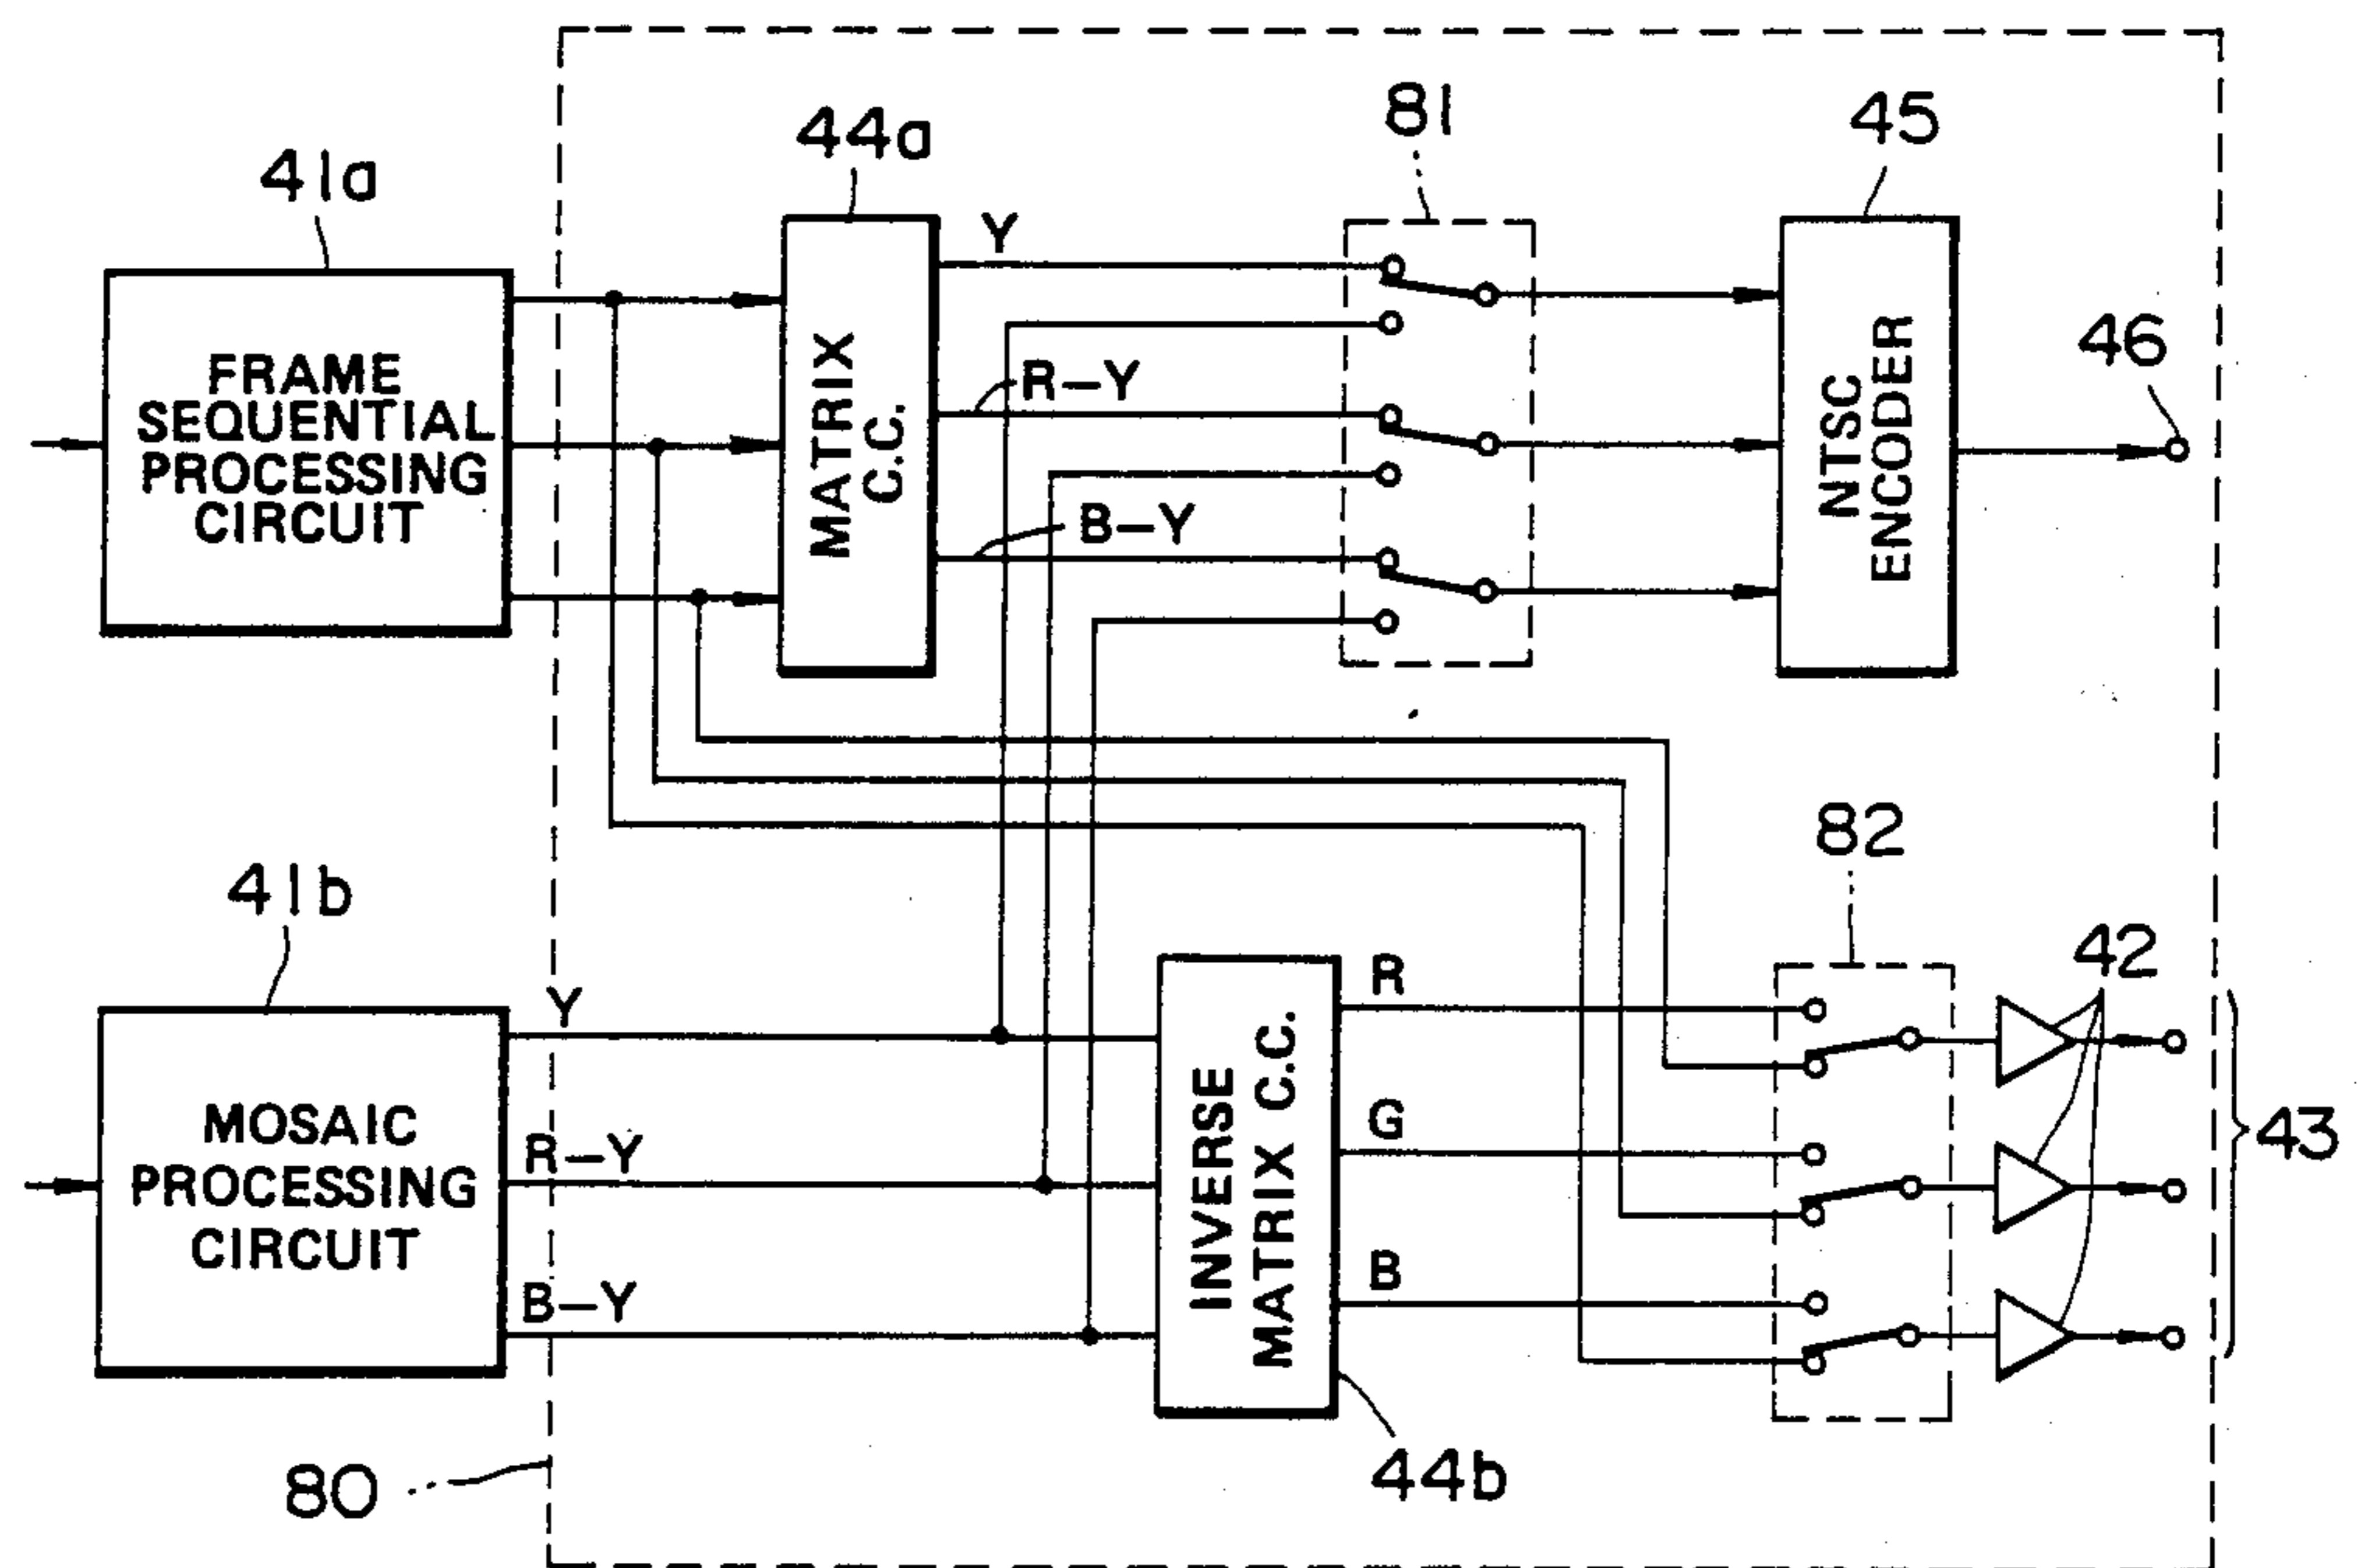 81
45
44a
41a
Y
FRAME
SEQUENTIAL
PROCESSING
CIRCUIT
MATRIX
C.C.
R–Y
B–Y
NTSC
ENCODER
46
82
41b
42
Y
R
MOSAIC
PROCESSING
CIRCUIT
R–Y
B–Y
INVERSE
MATRIX C.C.
G
B
43
44b
80